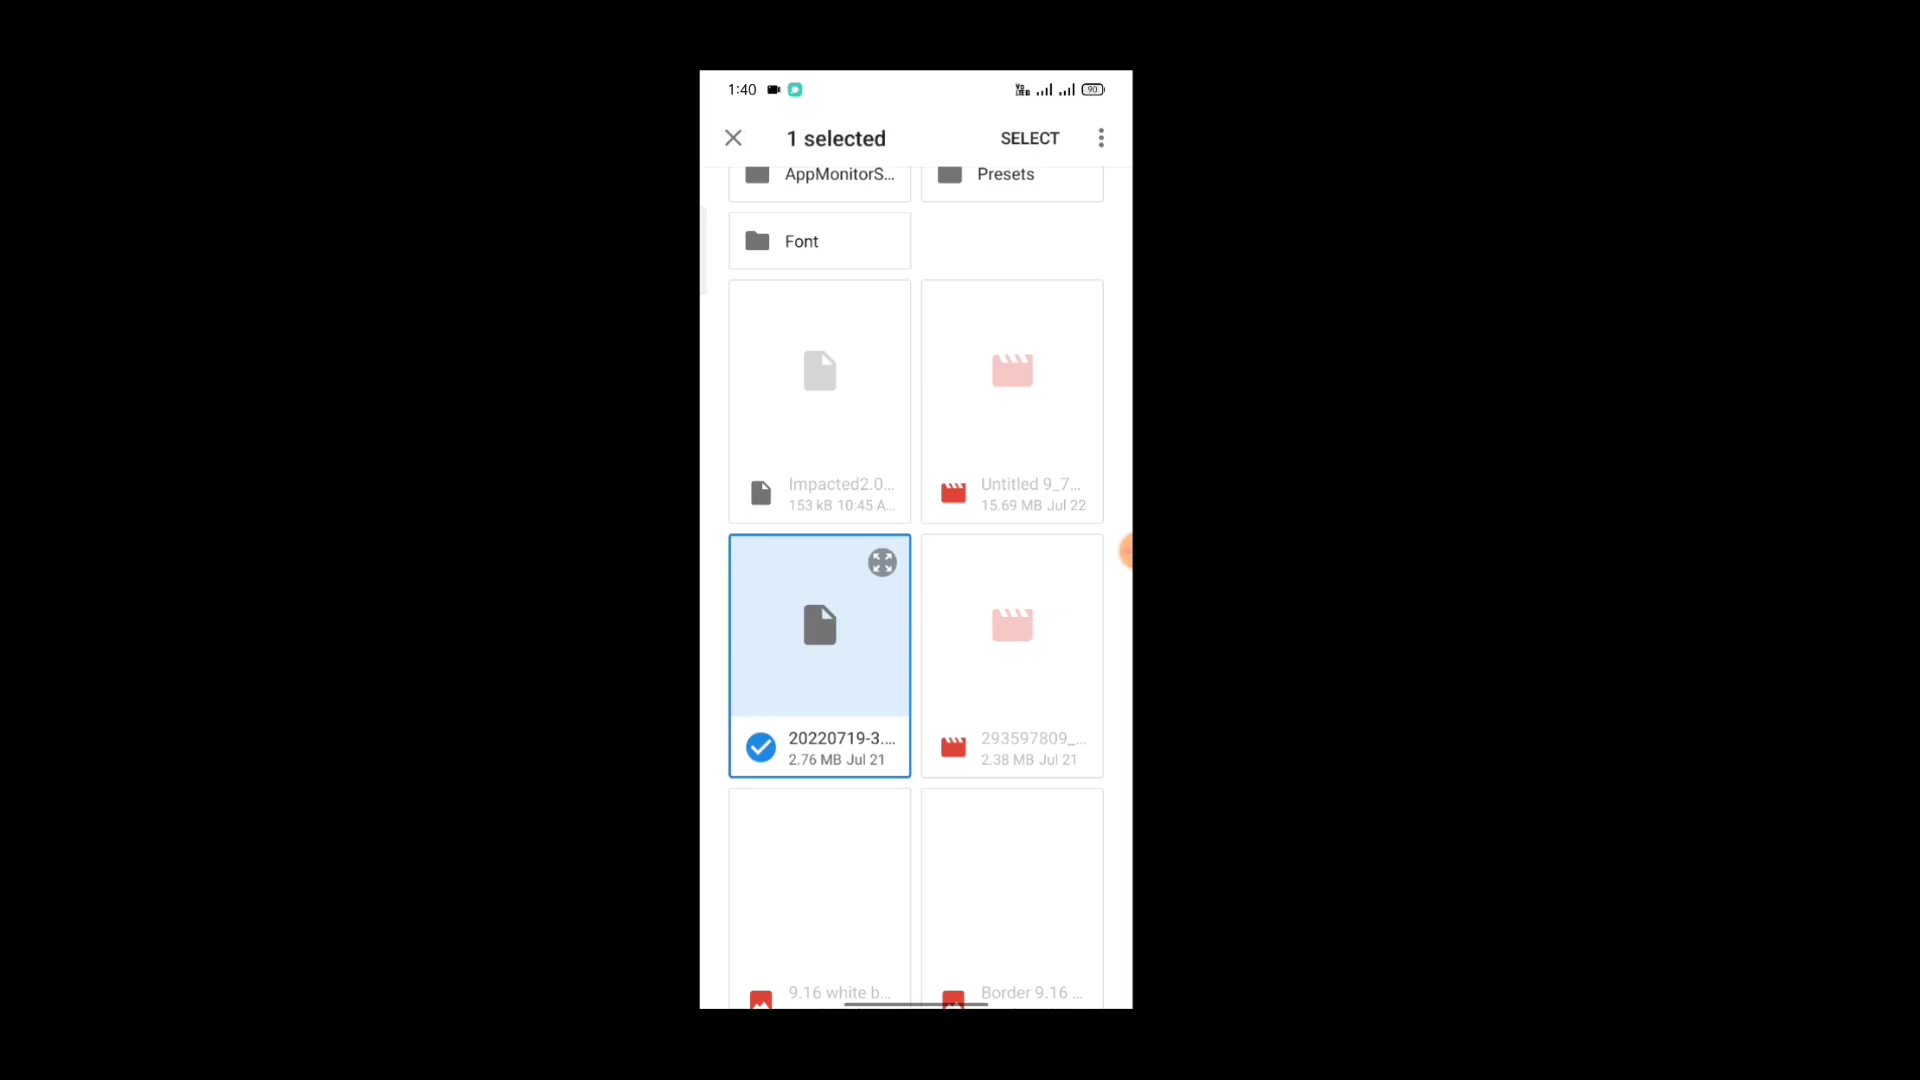 1:40
90
1 selected
SELECT
AppMonitorS...
Presets
Font
Impacted2.0...
153 kB 10:45 A...
Untitled 9_7...
15.69 MB Jul 22
20220719-3....
2.76 MB Jul 21
293597809_...
2.38 MB Jul 21
9.16 white b...
Border 9.16 ...